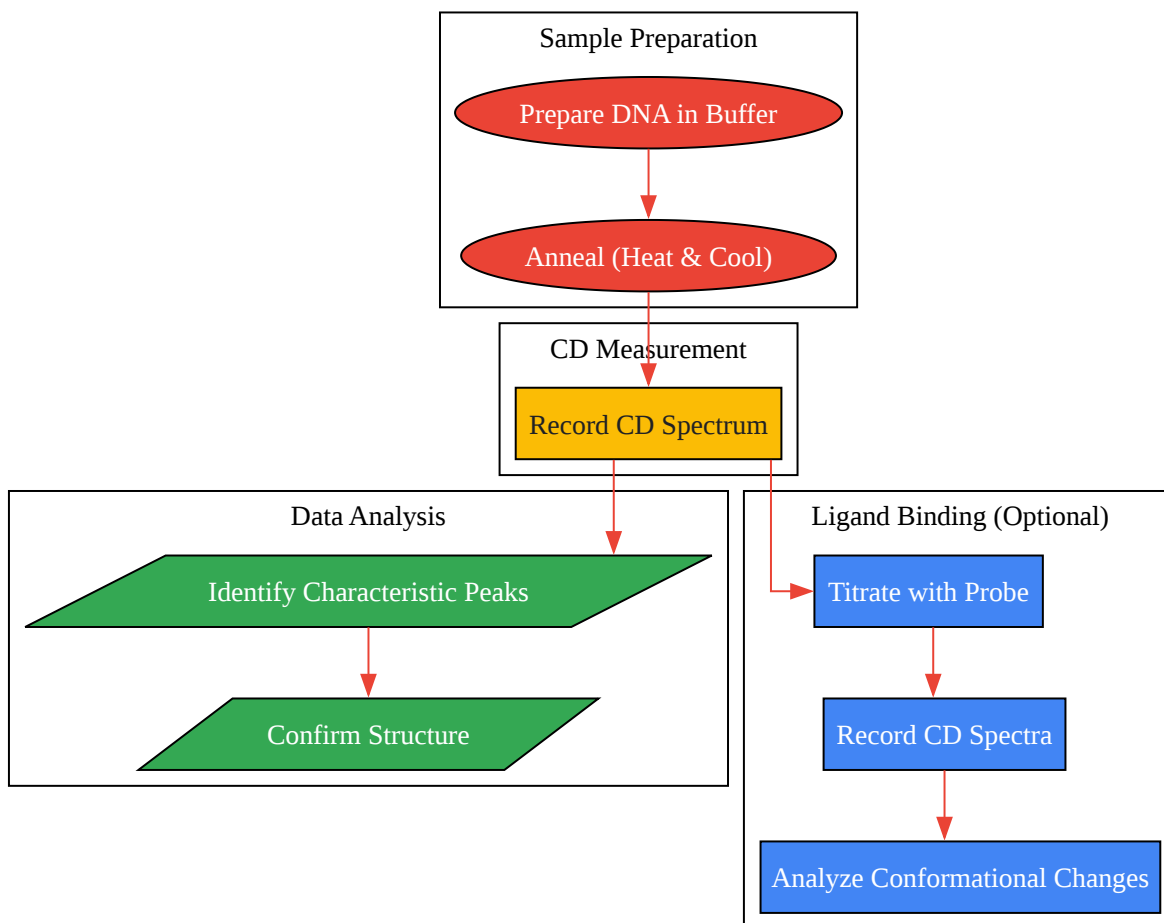 Sample Preparation
Prepare DNA in Buffer
Anneal (Heat & Cool)
CD Measurement
Record CD Spectrum
Data Analysis
Identify Characteristic Peaks
Confirm Structure
Ligand Binding (Optional)
Titrate with Probe
Record CD Spectra
Analyze Conformational Changes